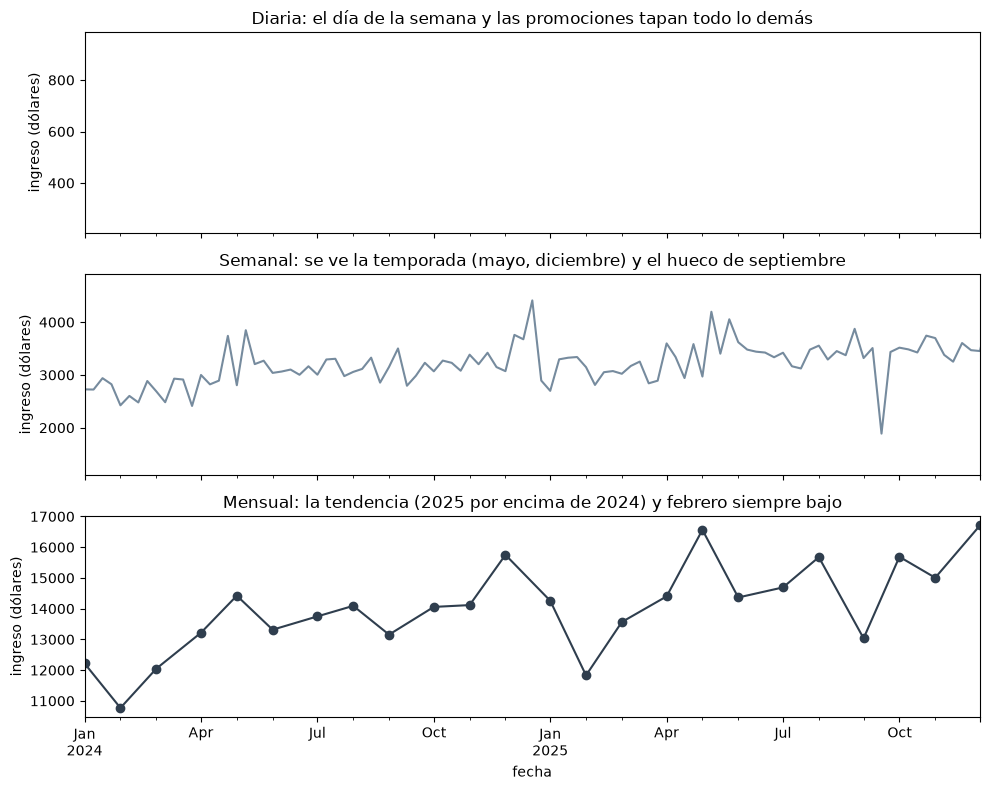 Diaria: el día de la semana y las promociones tapan todo lo demás
ingreso (dólares)
800
600
400
Semanal: se ve la temporada (mayo, diciembre) y el hueco de septiembre
ingreso (dólares)
4000
3000
2000
Mensual: la tendencia (2025 por encima de 2024) y febrero siempre bajo
ingreso (dólares)
17000
16000
15000
14000
13000
12000
11000
Jan Apr Jul Oct Jan Apr Jul Oct
2024 2025
fecha